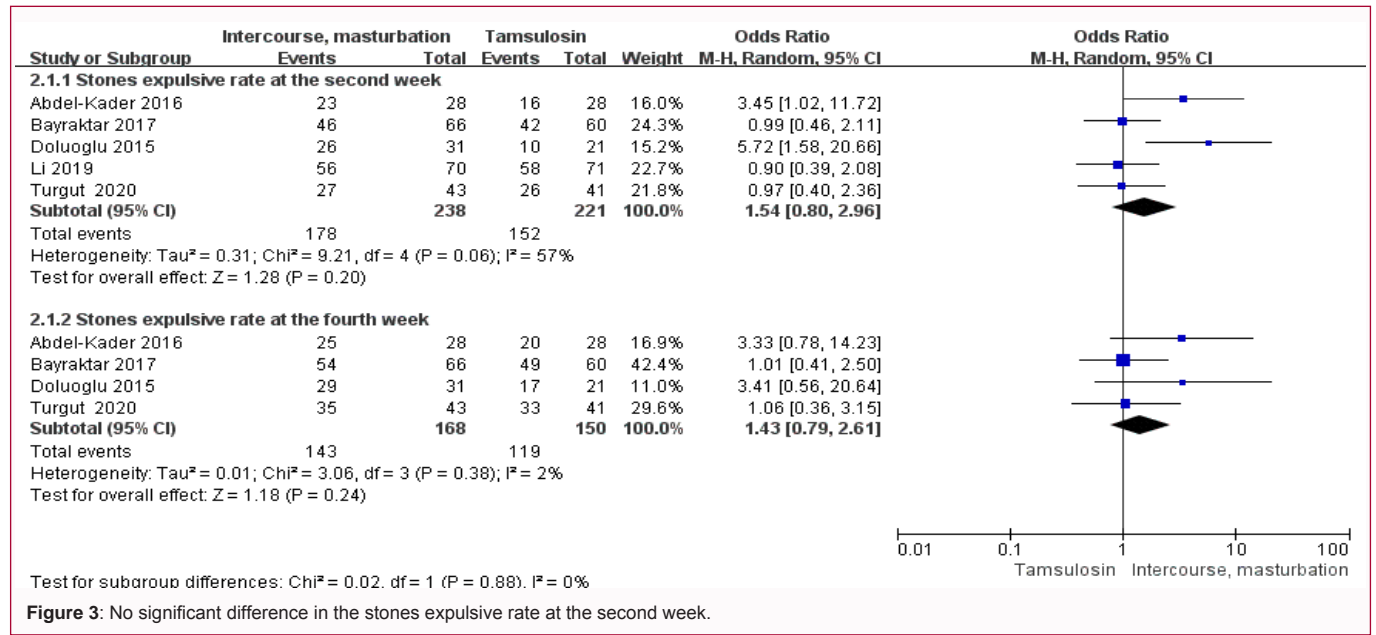 Intercourse, masturbation Tamsulosin Odds Ratio Odds Ratio
Study or Subgroup Events Total Events Total Weight M-H, Random, 95% CI M-H, Random, 95% CI
2.1.1 Stones expulsive rate at the second week
Abdel-Kader 2016 23 28 16 28 16.0% 3.45 [1.02, 11.72]
Bayraktar 2017 46 66 42 60 24.3% 0.99 [0.46, 2.11]
Doluoglu 2015 26 31 10 21 15.2% 5.72 [1.58, 20.66]
Li 2019 56 70 58 71 22.7% 0.90 [0.39, 2.08]
Turgut 2020 27 43 26 41 21.8% 0.97 [0.40, 2.36]
Subtotal (95% CI) 238 221 100.0% 1.54 [0.80, 2.96]
Total events 178 152
Heterogeneity: Tau² = 0.31; Chi² = 9.21, df = 4 (P = 0.06); I² = 57%
Test for overall effect: Z = 1.28 (P = 0.20)
2.1.2 Stones expulsive rate at the fourth week
Abdel-Kader 2016 25 28 20 28 16.9% 3.33 [0.78, 14.23]
Bayraktar 2017 54 66 49 60 42.4% 1.01 [0.41, 2.50]
Doluoglu 2015 29 31 17 21 11.0% 3.41 [0.56, 20.64]
Turgut 2020 35 43 33 41 29.6% 1.06 [0.36, 3.15]
Subtotal (95% CI) 168 150 100.0% 1.43 [0.79, 2.61]
Total events 143 119
Heterogeneity: Tau² = 0.01; Chi² = 3.06, df = 3 (P = 0.38); I² = 2%
Test for overall effect: Z = 1.18 (P = 0.24)
0.01 0.1 1 10 100
Tamsulosin Intercourse, masturbation
Test for subgroup differences: Chi² = 0.02, df = 1 (P = 0.88), I² = 0%
Figure 3: No significant difference in the stones expulsive rate at the second week.